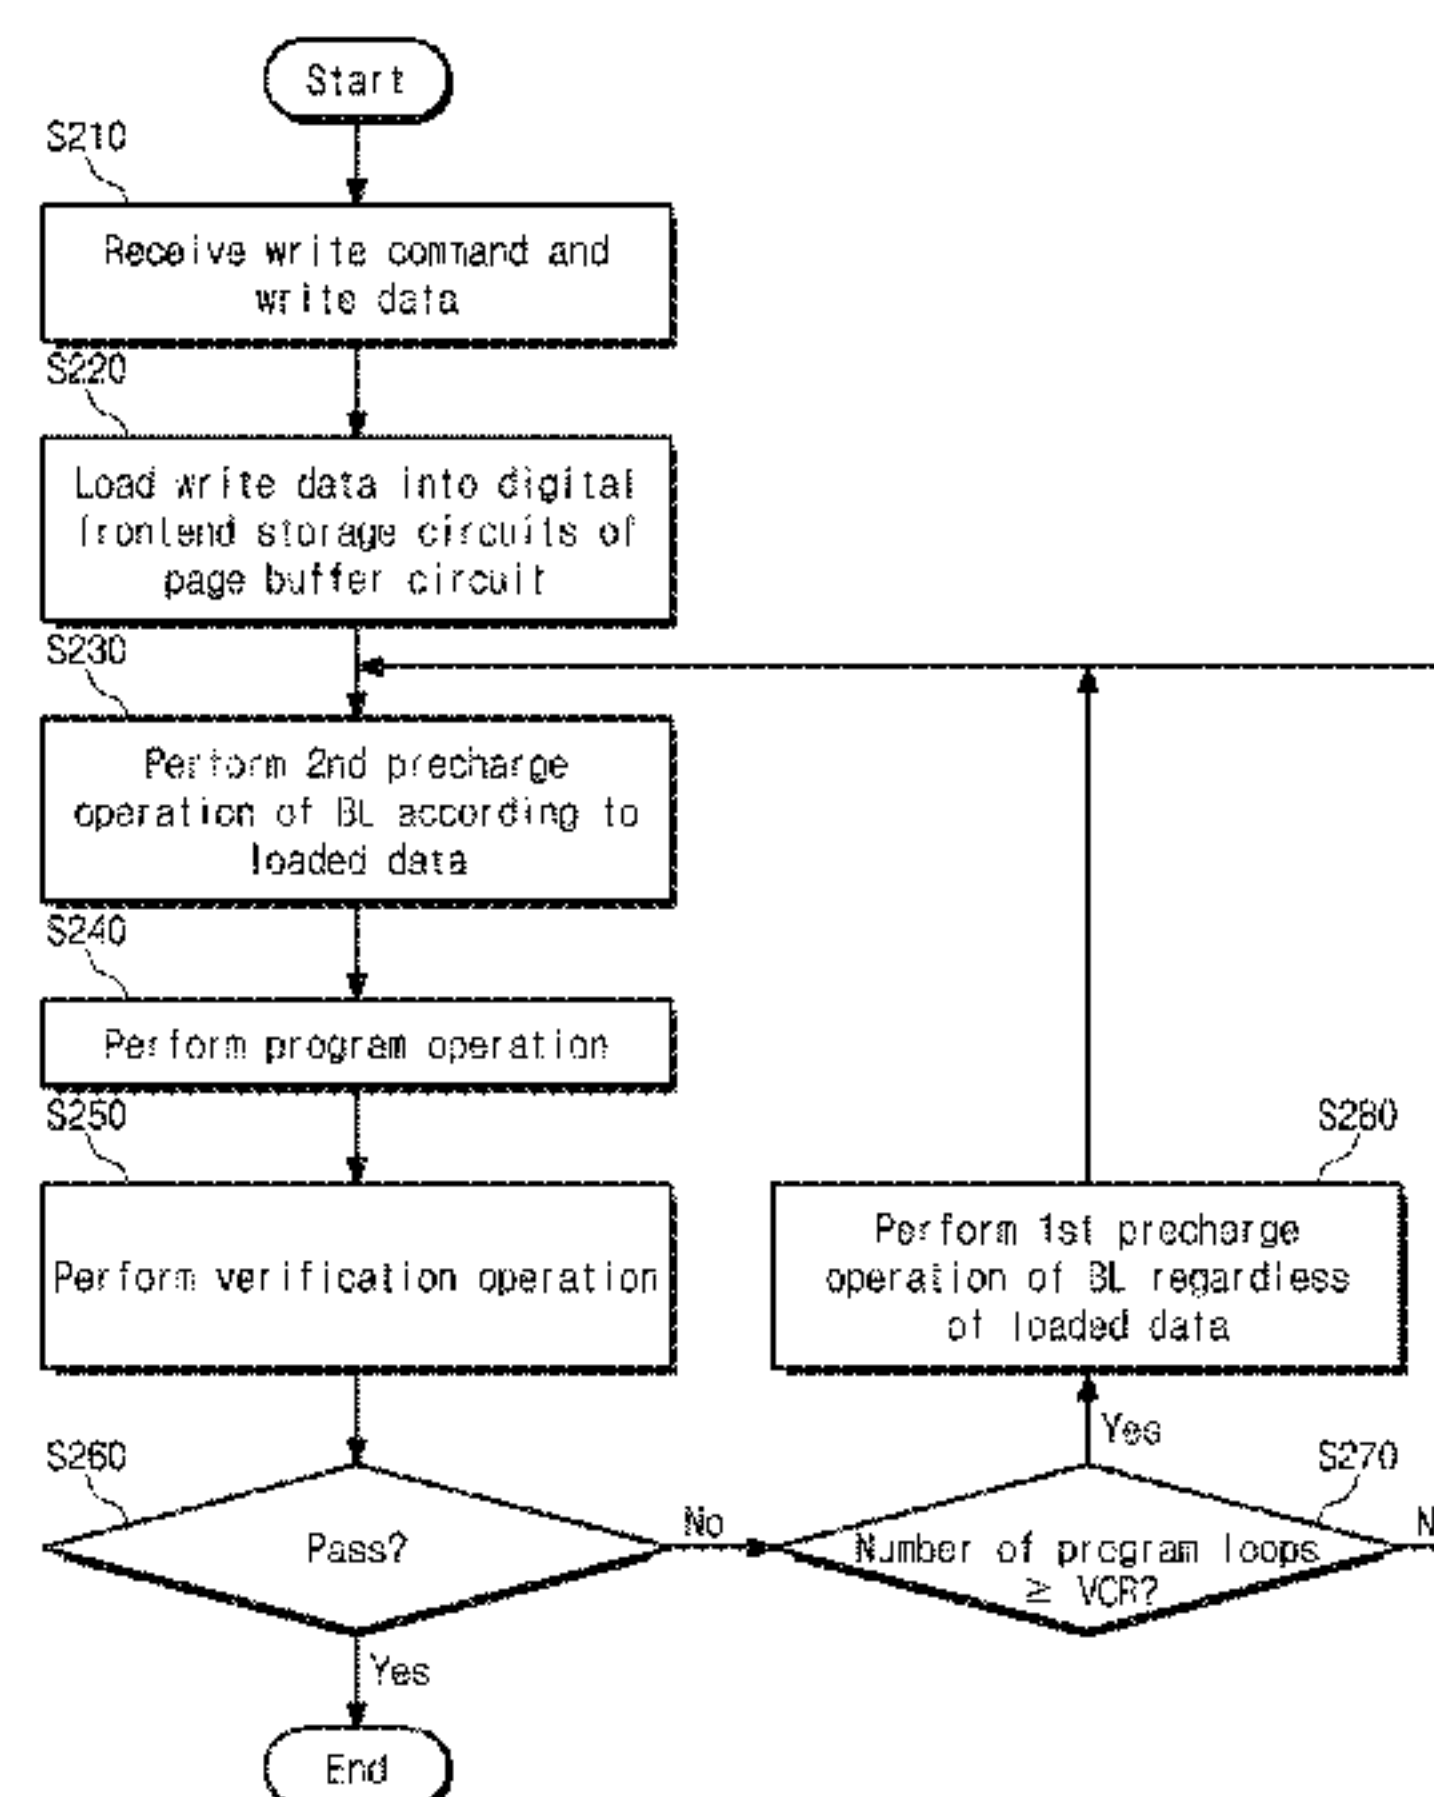 Start
S210
Receive write command and
write data
S220
Load write data into digital
frontend storage circuits of
page buffer circuit
S230
Perform 2nd precharge
operation of BL according to
loaded data
S240
Perform program operation
S250
Perform verification operation
S280
Perform 1st precharge
operation of BL regardless
of loaded data
Yes
S260
Pass?
No
S270
Number of program loops
≥ VCR?
N
Yes
End